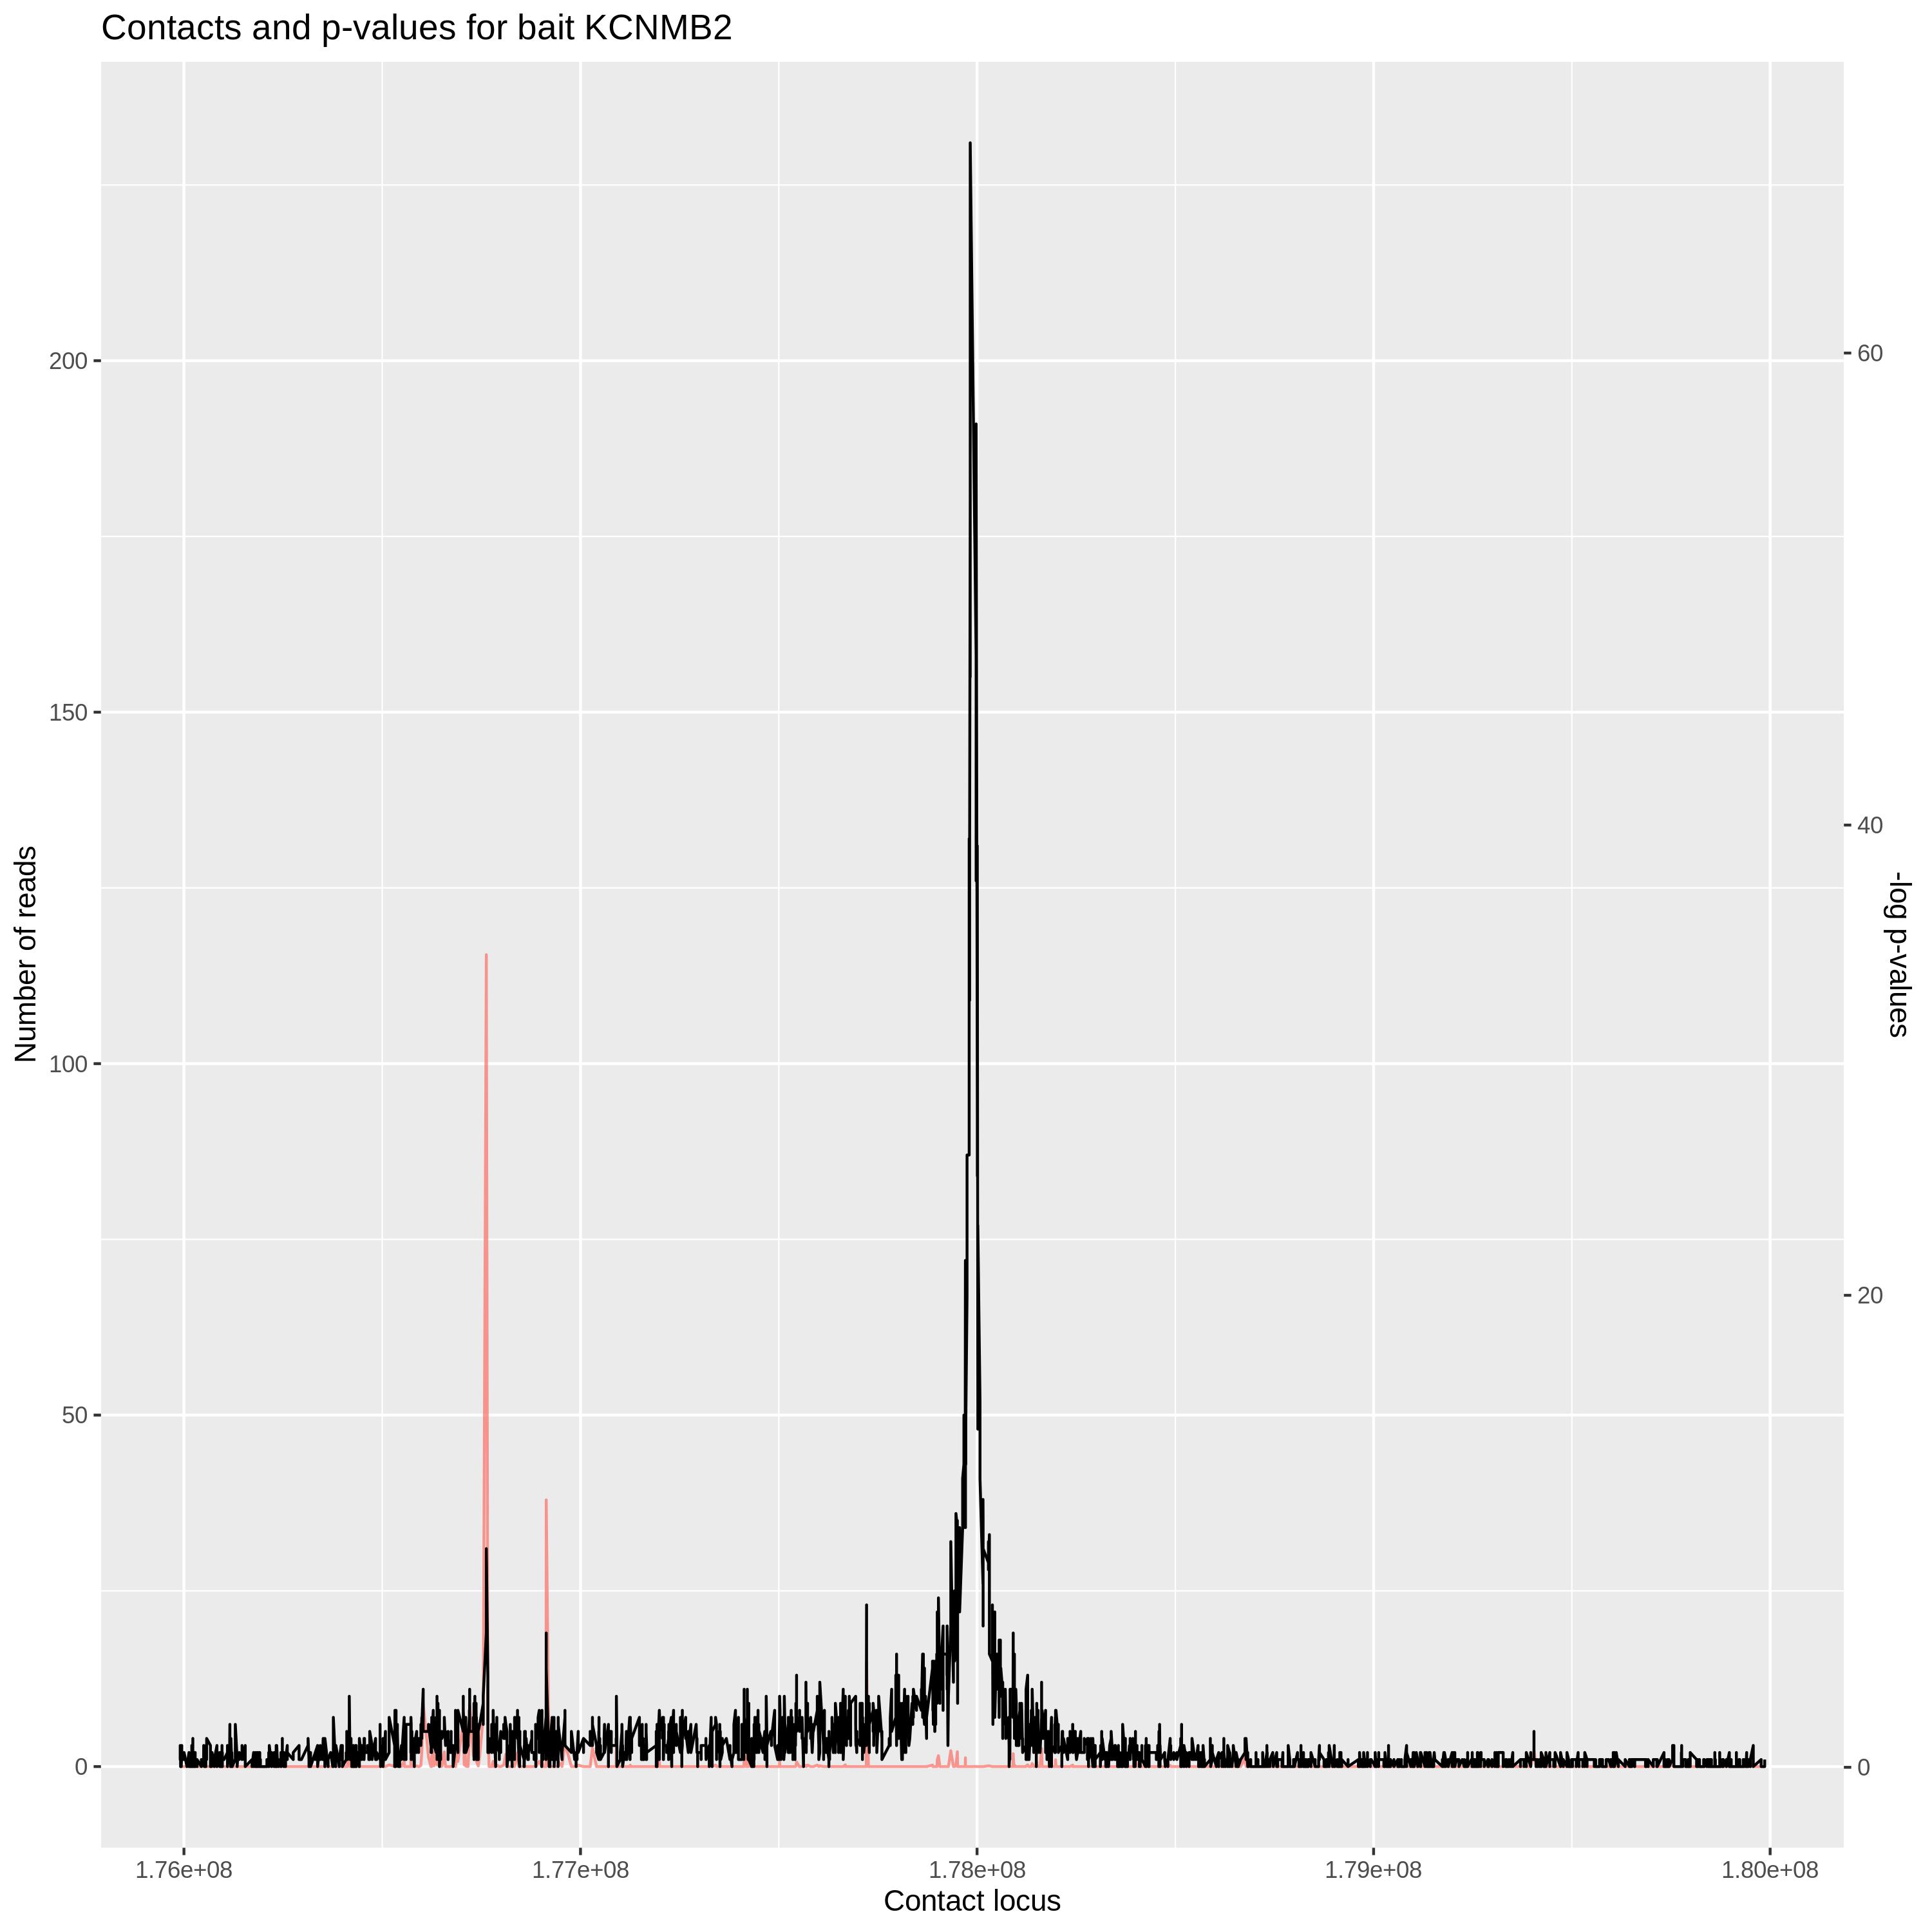 Contacts and p-values for bait KCNMB2
Number of reads
200
150
100
50
0
60
40
20
0
-log p-values
1.76e+08
1.77e+08
1.78e+08
1.79e+08
1.80e+08
Contact locus